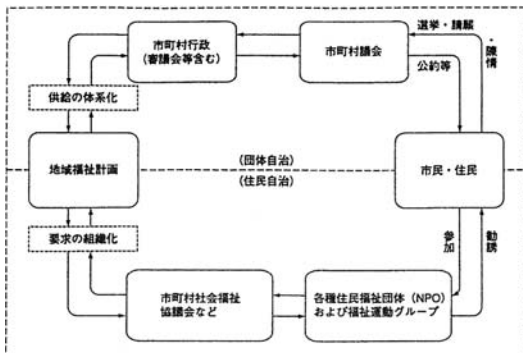 選挙・請願
・陳情
市町村行政
(審議会等含む)
市町村議会
公約等
供給の体系化
地域福祉計画
(団体自治)
(住民自治)
市民・住民
要求の組織化
参加
勧誘
市町村社会福祉
協議会など
各種住民福祉団体(NPO)
および福祉運動グループ